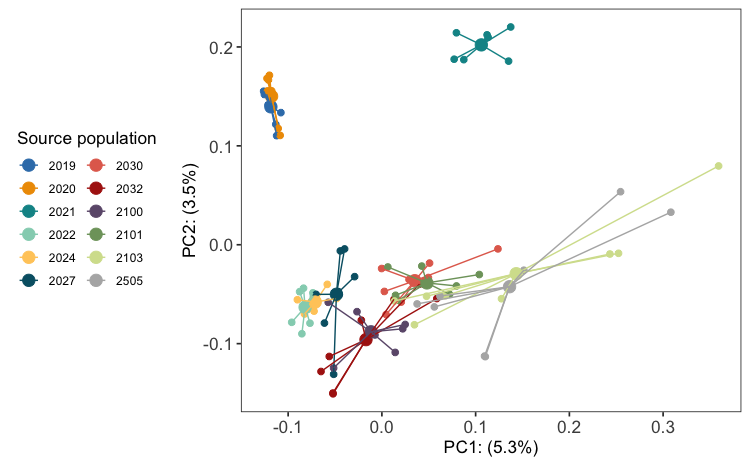 Source population
2019 2030
2020 2032
2021 2100
2022 2101
2024 2103
2027 2505
PC2: (3.5%)
0.2
0.1
0.0
-0.1
-0.1 0.0 0.1 0.2 0.3
PC1: (5.3%)